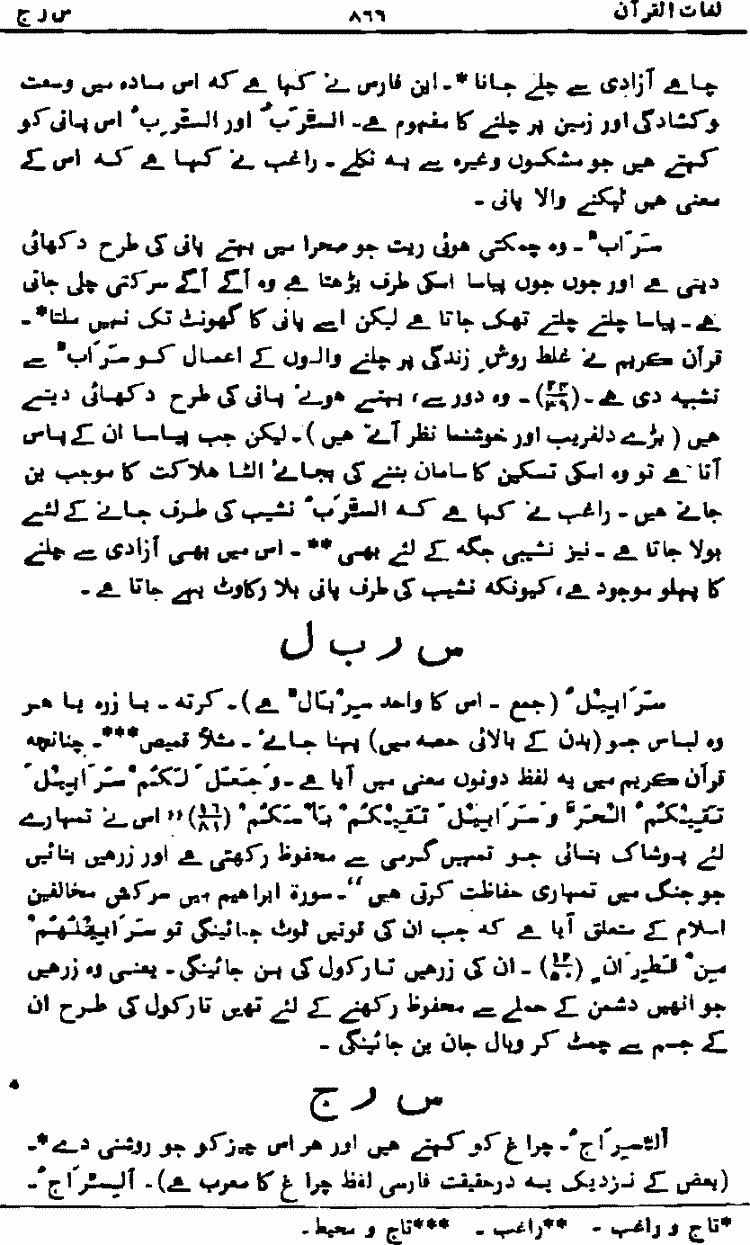 لغات القرآن ۸٦٦ س ر ج
چاہے آزادی سے چلے جانا*۔ ابن فارس نے کہا ہے کہ اس مادہ میں وسعت
و کشادگی اور زمین پر چلنے کا مفہوم ہے۔ اَلسَّرَبُ اور اَلسَّرِبُ اس پانی کو
کہتے ہیں جو مشکوں وغیرہ سے بہ نکلے۔ راغب نے کہا ہے کہ اس کے
معنی ہیں ٹپکنے والا پانی۔
سَرَابٌ۔ وہ چمکتی ہوئی ریت جو صحرا میں بہتے پانی کی طرح دکھائی
دیتی ہے اور جوں جوں پیاسا اسکی طرف بڑھتا ہے وہ آگے آگے سرکتی چلی جاتی
ہے۔ پیاسا چلتے چلتے تھک جاتا ہے لیکن اسے پانی کا گھونٹ تک نہیں ملتا*۔
قرآن کریم نے غلط روشِ زندگی پر چلنے والوں کے اعمال کو سَرَابٌ سے
تشبیہ دی ہے۔ (۲۴/۳۹)۔ وہ دور سے، بہتے ہوئے پانی کی طرح دکھائی دیتے
ہیں (بڑے دلفریب اور خوشنما نظر آتے ہیں)۔ لیکن جب پیاسا ان کے پاس
آتا ہے تو وہ اسکی تسکین کا سامان بننے کی بجائے الٹا ہلاکت کا موجب بن
جاتے ہیں۔ راغب نے کہا ہے کہ اَلسَّرَبُ نشیب کی طرف جانے کے لئے
بولا جاتا ہے۔ نیز نشیبی جگہ کے لئے بھی**۔ اس میں بھی آزادی سے چلنے
کا پہلو موجود ہے، کیونکہ نشیب کی طرف پانی بلا رکاوٹ بہے جاتا ہے۔
س ر ب ل
سَرَابِيْلُ (جمع۔ اس کا واحد سِرْبَالٌ ہے)۔ کرتہ۔ یا زرہ یا ہر
وہ لباس جو (بدن کے بالائی حصہ میں) پہنا جائے۔ مثلاً قمیص***۔ چنانچہ
قرآن کریم میں یہ لفظ دونوں معنی میں آیا ہے۔ وَجَعَلَ لَكُمْ سَرَابِيْلَ
تَقِيْكُمُ الْحَرَّ وَسَرَابِيْلَ تَقِيْكُمْ بَأْسَكُمْ (۱٦/۸۱) ”اس نے تمہارے
لئے پوشاک بنائی جو تمہیں گرمی سے محفوظ رکھتی ہے اور زرہیں بنائیں
جو جنگ میں تمہاری حفاظت کرتی ہیں“۔ سورۃ ابراہیم میں سرکش مخالفین
اسلام کے متعلق آیا ہے کہ جب ان کی قوتیں ٹوٹ جائینگی تو سَرَابِيْلُهُمْ
مِنْ قَطِرَانٍ (۱۴/۵۰)۔ ان کی زرہیں تارکول کی بن جائینگی۔ یعنی وہ زرہیں
جو انھیں دشمن کے حملے سے محفوظ رکھنے کے لئے تھیں تارکول کی طرح ان
کے جسم سے چمٹ کر وبال جان بن جائینگی۔
س ر ج
اَلسِّرَاجُ۔ چراغ کو کہتے ہیں اور ہر اس چیز کو جو روشنی دے*۔
(بعض کے نزدیک یہ درحقیقت فارسی لفظ چراغ کا معرب ہے)۔ اَلسِّرَاجُ۔
*تاج و راغب۔ **راغب۔ ***تاج و محیط۔